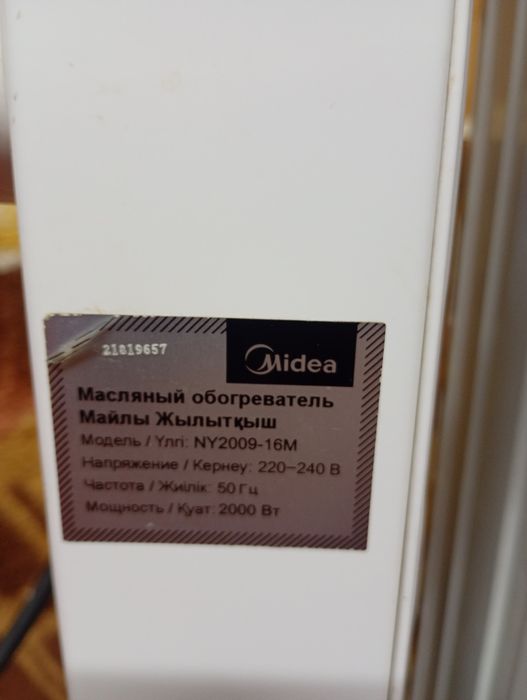 21819657
Midea
Масляный обогреватель
Майлы Жылытқыш
Модель / Үлгі: NY2009-16M
Напряжение / Кернеу: 220–240 В
Частота / Жиілік: 50 Гц
Мощность / Қуат: 2000 Вт